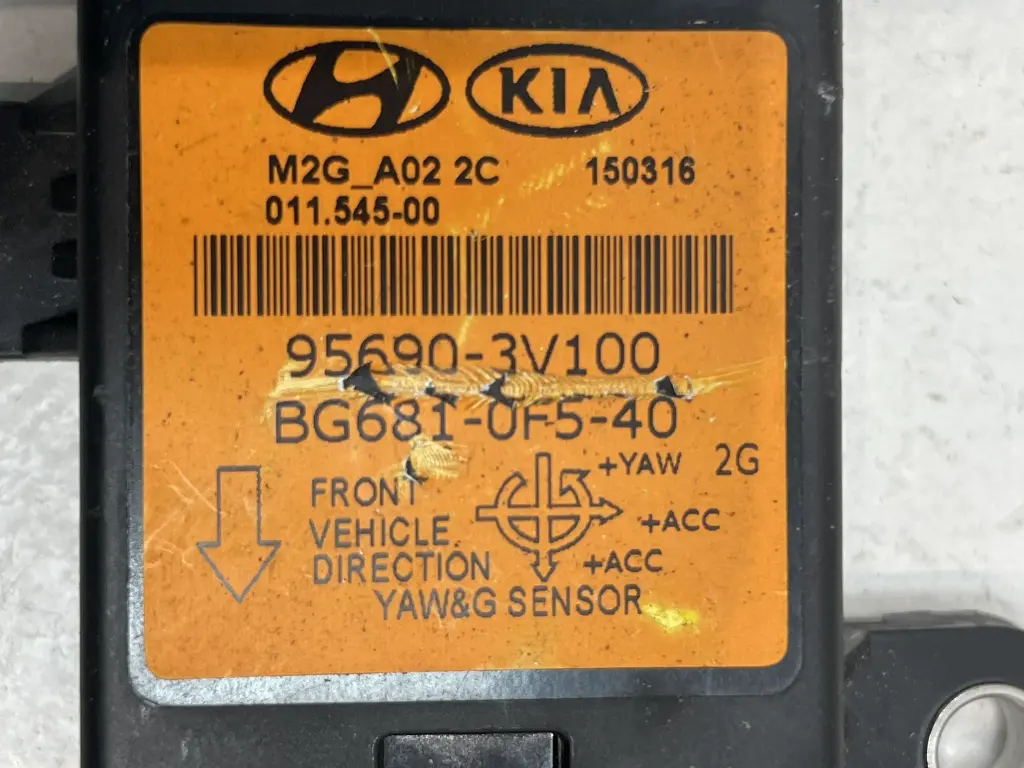 KIA
M2G_A02 2C 150316
011.545-00
95690-3V100
BG681-0F5-40
+YAW 2G
FRONT
VEHICLE
DIRECTION
+ACC
+ACC
YAW&G SENSOR